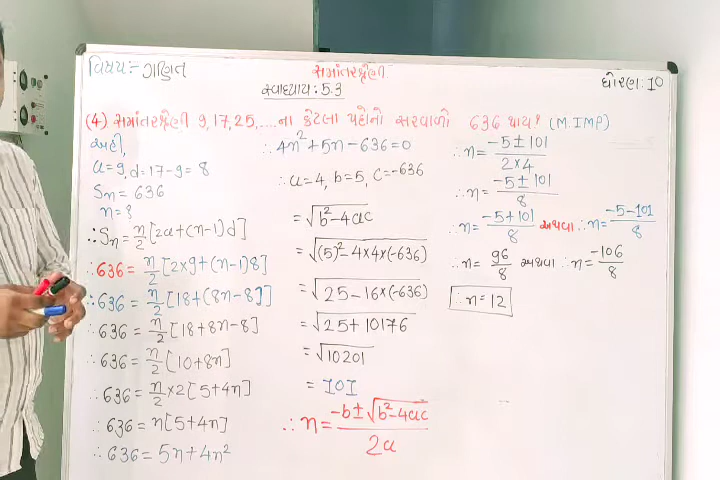 વિષય:- ગણિત
સમાંતરશ્રેણી
સ્વાધ્યાય: 5.3
ધોરણ: 10
(4) સમાંતરશ્રેણી 9,17,25,.... ના કેટલા પદોનો સરવાળો 636 થાય? (M.IMP)
અહીં,
a=9, d=17-9=8
Sn = 636
n=?
∴Sn = n/2 [2a+(n-1)d]
∴636 = n/2 [2×9+(n-1)8]
∴636 = n/2 [18+(8n-8)]
∴636 = n/2 [18+8n-8]
∴636 = n/2 [10+8n]
∴636 = n/2 ×2[5+4n]
∴636 = n[5+4n]
∴636 = 5n+4n²
∴4n²+5n-636=0
∴a=4, b=5, c=-636
=√b²-4ac
=√(5)²-4×4×(-636)
=√25-16×(-636)
=√25+10176
=√10201
= 101
∴n = -b±√b²-4ac / 2a
∴n = -5±101 / 2×4
∴n = -5±101 / 8
∴n = -5+101 / 8 અથવા ∴n = -5-101 / 8
∴n = 96/8 અથવા ∴n = -106/8
∴n=12